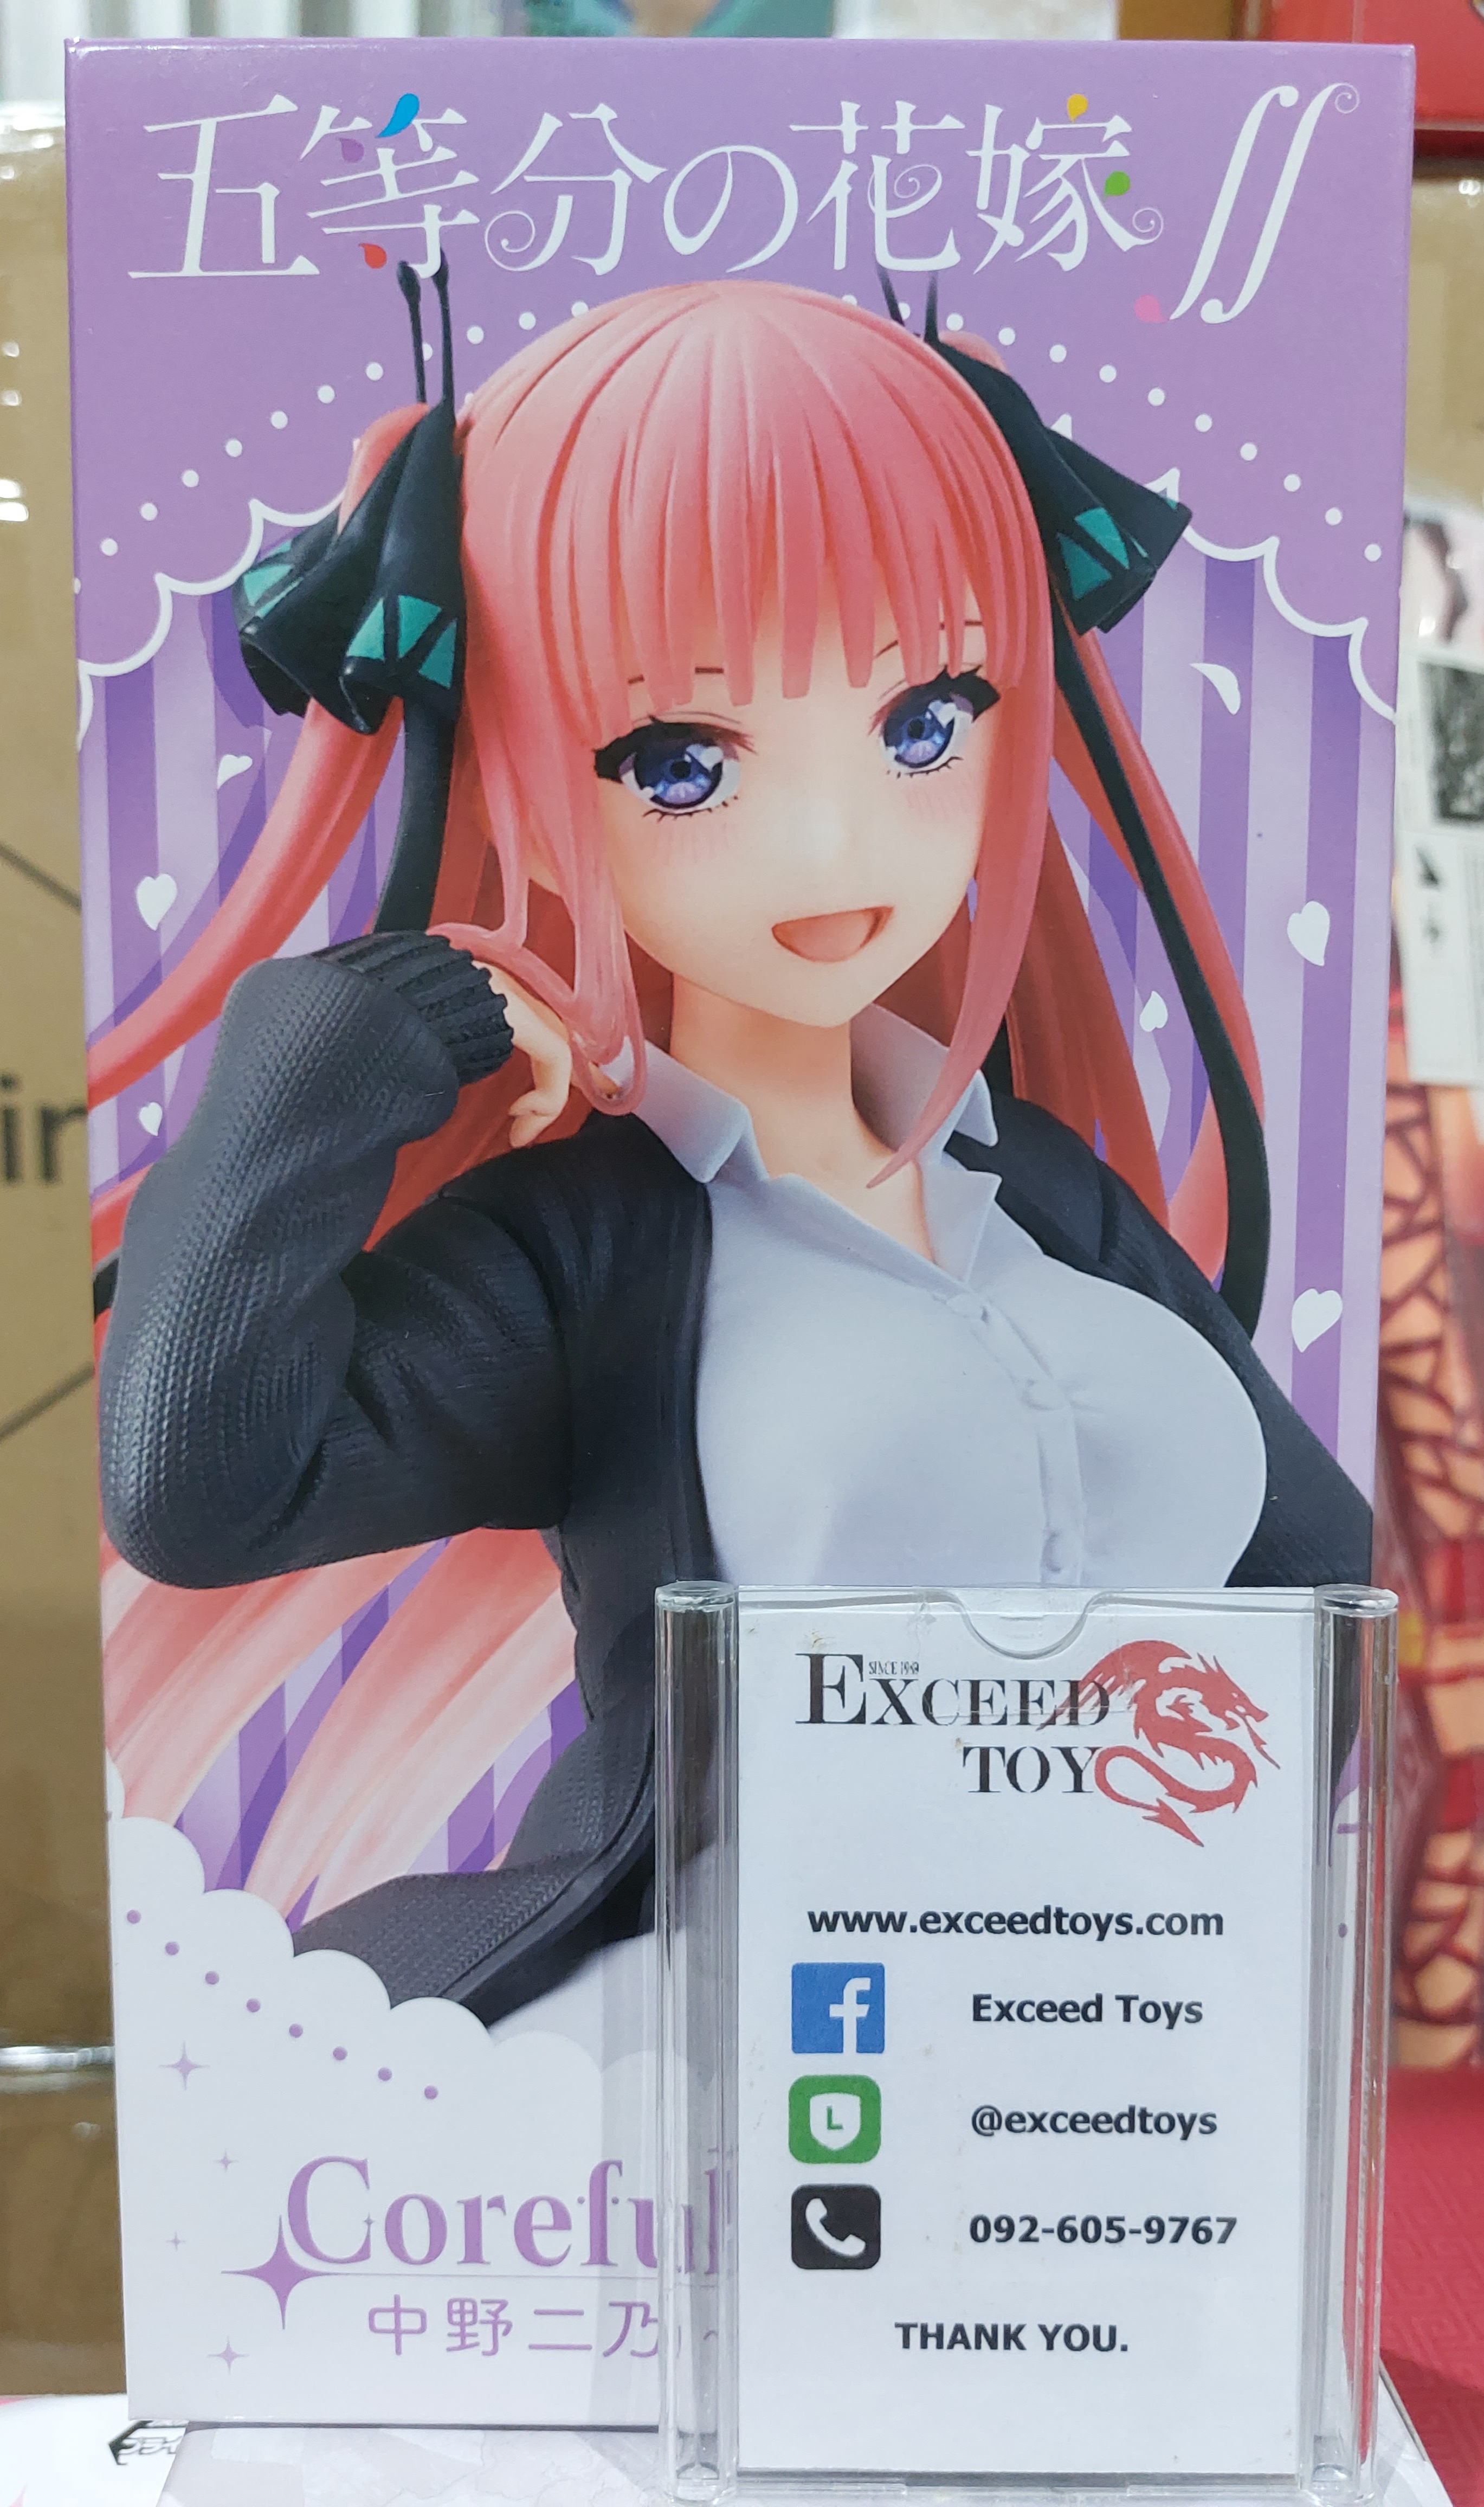 五等分の花嫁∬
Coreful
中野二乃
EXCEED
SINCE 1969
TOY
www.exceedtoys.com
Exceed Toys
L
@exceedtoys
092-605-9767
THANK YOU.